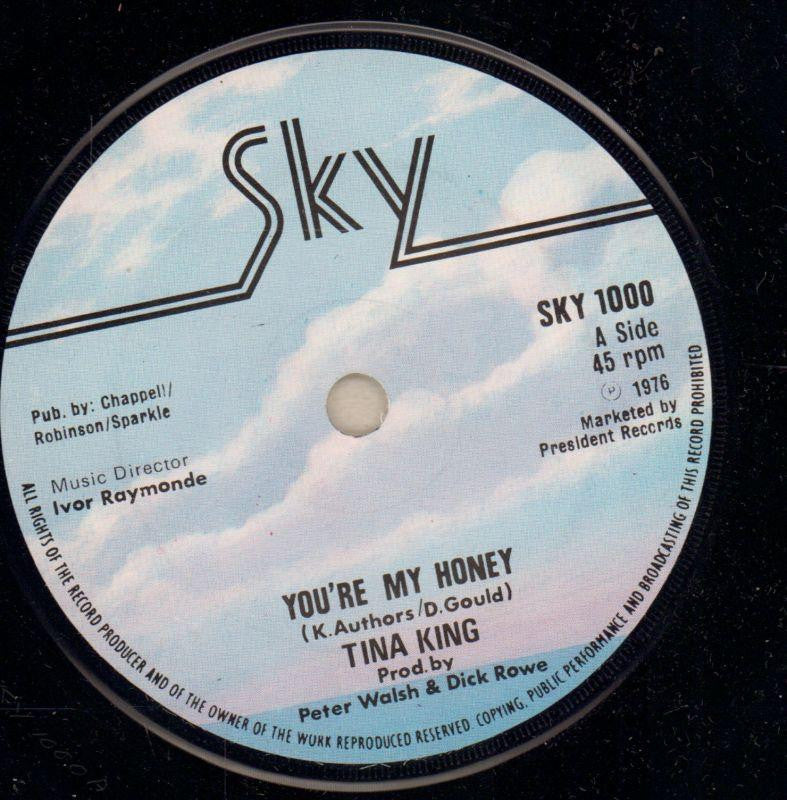 Sky
SKY 1000
A Side
45 rpm
Ⓟ 1976
Marketed by
President Records
Pub. by: Chappell/
Robinson/Sparkle
Music Director
Ivor Raymonde
YOU'RE MY HONEY
(K.Authors/D.Gould)
TINA KING
Prod.by
Peter Walsh & Dick Rowe
ALL RIGHTS OF THE RECORD PRODUCER AND OF THE OWNER OF THE WORK REPRODUCED RESERVED COPYING, PUBLIC PERFORMANCE AND BROADCASTING OF THIS RECORD PROHIBITED